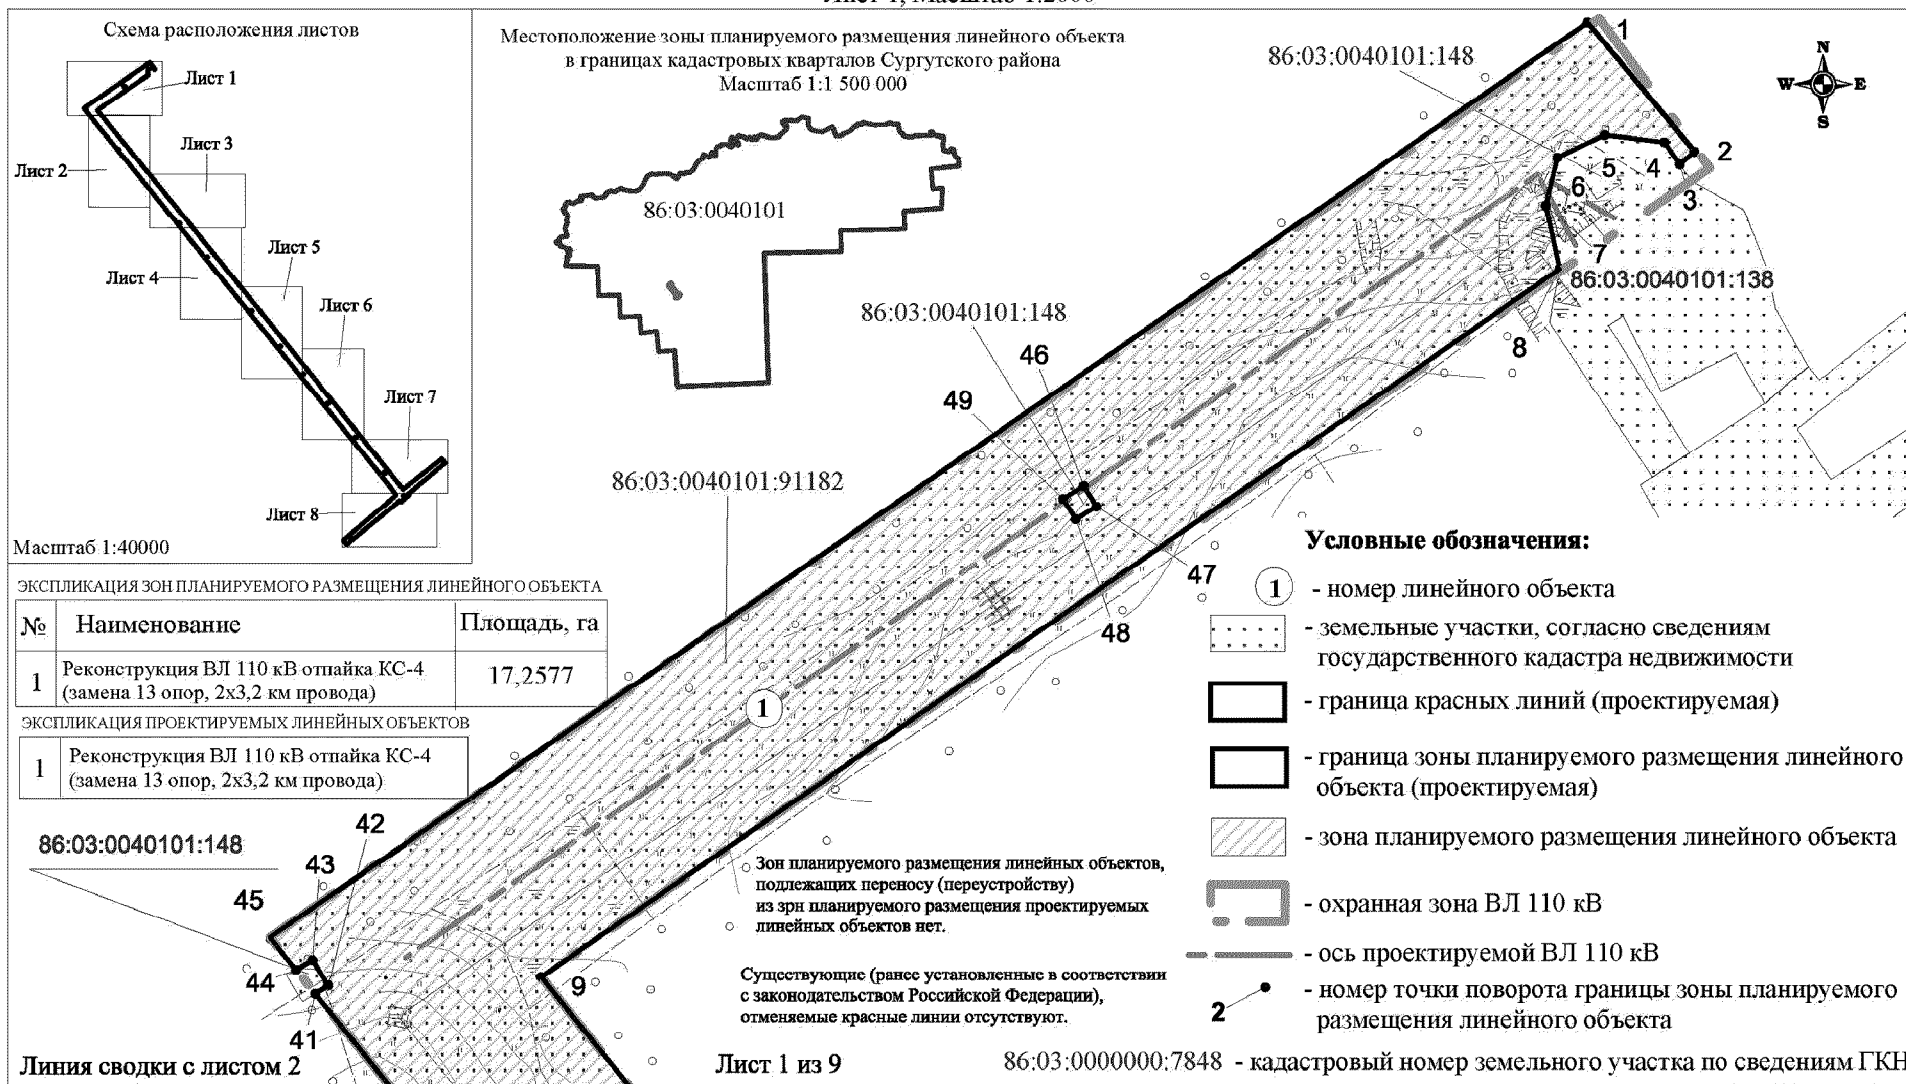 Схема расположения листов
Лист 1
Лист 2
Лист 3
Лист 4
Лист 5
Лист 6
Лист 7
Лист 8
Масштаб 1:40000
Местоположение зоны планируемого размещения линейного объекта
в границах кадастровых кварталов Сургутского района
Масштаб 1:1 500 000
86:03:0040101
86:03:0040101:148
1
2
3
4
5
6
7
8
86:03:0040101:138
N
W
E
S
86:03:0040101:148
46
49
47
48
86:03:0040101:91182
1
ЭКСПЛИКАЦИЯ ЗОН ПЛАНИРУЕМОГО РАЗМЕЩЕНИЯ ЛИНЕЙНОГО ОБЪЕКТА
№ Наименование Площадь, га
1 Реконструкция ВЛ 110 кВ отпайка КС-4 17,2577
(замена 13 опор, 2х3,2 км провода)
ЭКСПЛИКАЦИЯ ПРОЕКТИРУЕМЫХ ЛИНЕЙНЫХ ОБЪЕКТОВ
1 Реконструкция ВЛ 110 кВ отпайка КС-4
(замена 13 опор, 2х3,2 км провода)
86:03:0040101:148
42
43
45
44
41
9
Линия сводки с листом 2
Зон планируемого размещения линейных объектов,
подлежащих переносу (переустройству)
из зрн планируемого размещения проектируемых
линейных объектов нет.
Существующие (ранее установленные в соответствии
с законодательством Российской Федерации),
отменяемые красные линии отсутствуют.
Лист 1 из 9
Условные обозначения:
1 - номер линейного объекта
- земельные участки, согласно сведениям
государственного кадастра недвижимости
- граница красных линий (проектируемая)
- граница зоны планируемого размещения линейного
объекта (проектируемая)
- зона планируемого размещения линейного объекта
- охранная зона ВЛ 110 кВ
- ось проектируемой ВЛ 110 кВ
2 - номер точки поворота границы зоны планируемого
размещения линейного объекта
86:03:0000000:7848 - кадастровый номер земельного участка по сведениям ГКН